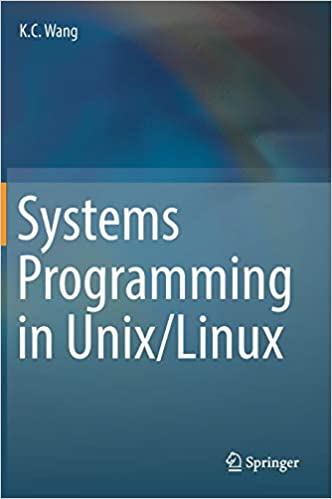 K.C. Wang
Systems
Programming
in Unix/Linux
Springer